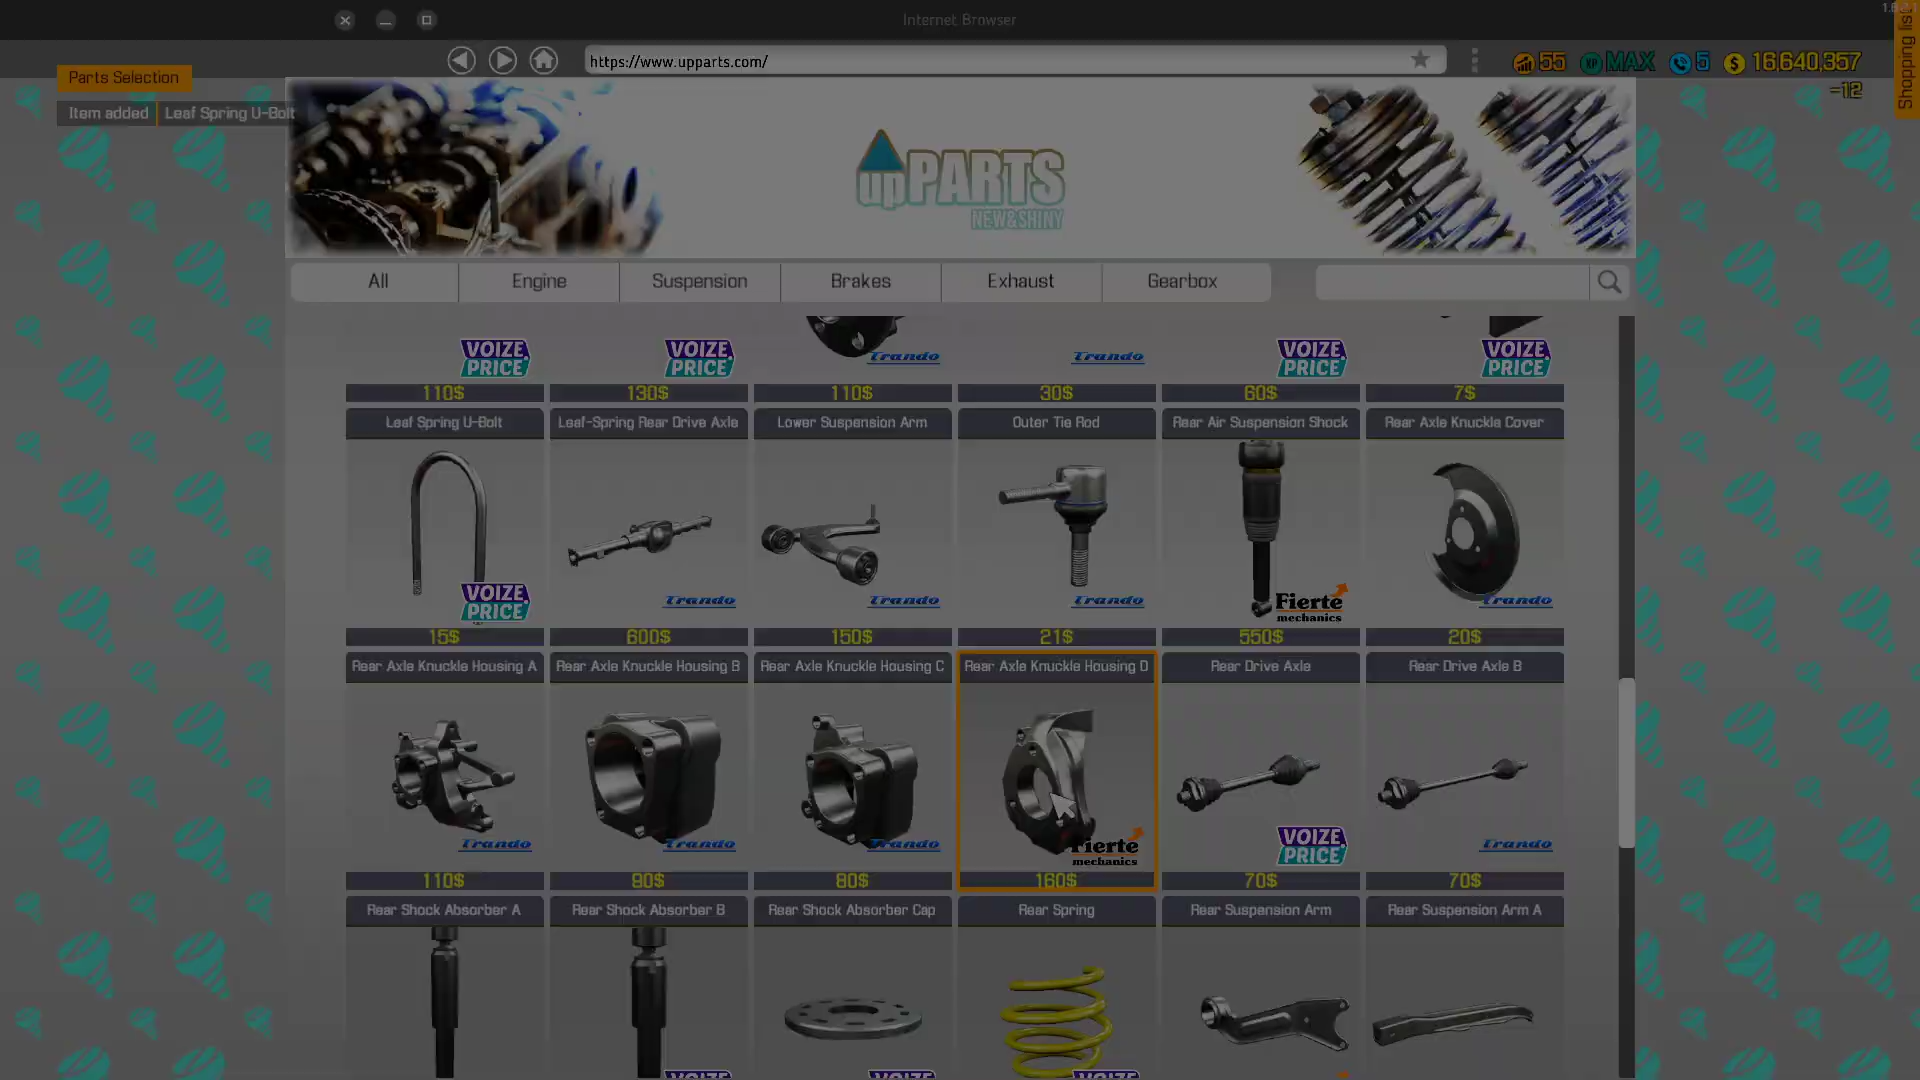 Internet Browser
https://www.upparts.com/
55
XP MAX
5
16,640,357
-12
Shopping list
Parts Selection
Item added
Leaf Spring U-Bolt
upPARTS
NEW&SHINY
All
Engine
Suspension
Brakes
Exhaust
Gearbox
VOIZE PRICE
VOIZE PRICE
Trando
Trando
VOIZE PRICE
VOIZE PRICE
110$
130$
110$
30$
60$
7$
Leaf Spring U-Bolt
Leaf-Spring Rear Drive Axle
Lower Suspension Arm
Outer Tie Rod
Rear Air Suspension Shock
Rear Axle Knuckle Cover
VOIZE PRICE
Trando
Trando
Trando
Fierte mechanics
Trando
15$
600$
150$
21$
550$
20$
Rear Axle Knuckle Housing A
Rear Axle Knuckle Housing B
Rear Axle Knuckle Housing C
Rear Axle Knuckle Housing D
Rear Drive Axle
Rear Drive Axle B
Trando
Trando
Trando
Fierte mechanics
VOIZE PRICE
Trando
110$
90$
80$
160$
70$
70$
Rear Shock Absorber A
Rear Shock Absorber B
Rear Shock Absorber Cap
Rear Spring
Rear Suspension Arm
Rear Suspension Arm A
VOIZE
VOIZE
VOIZE